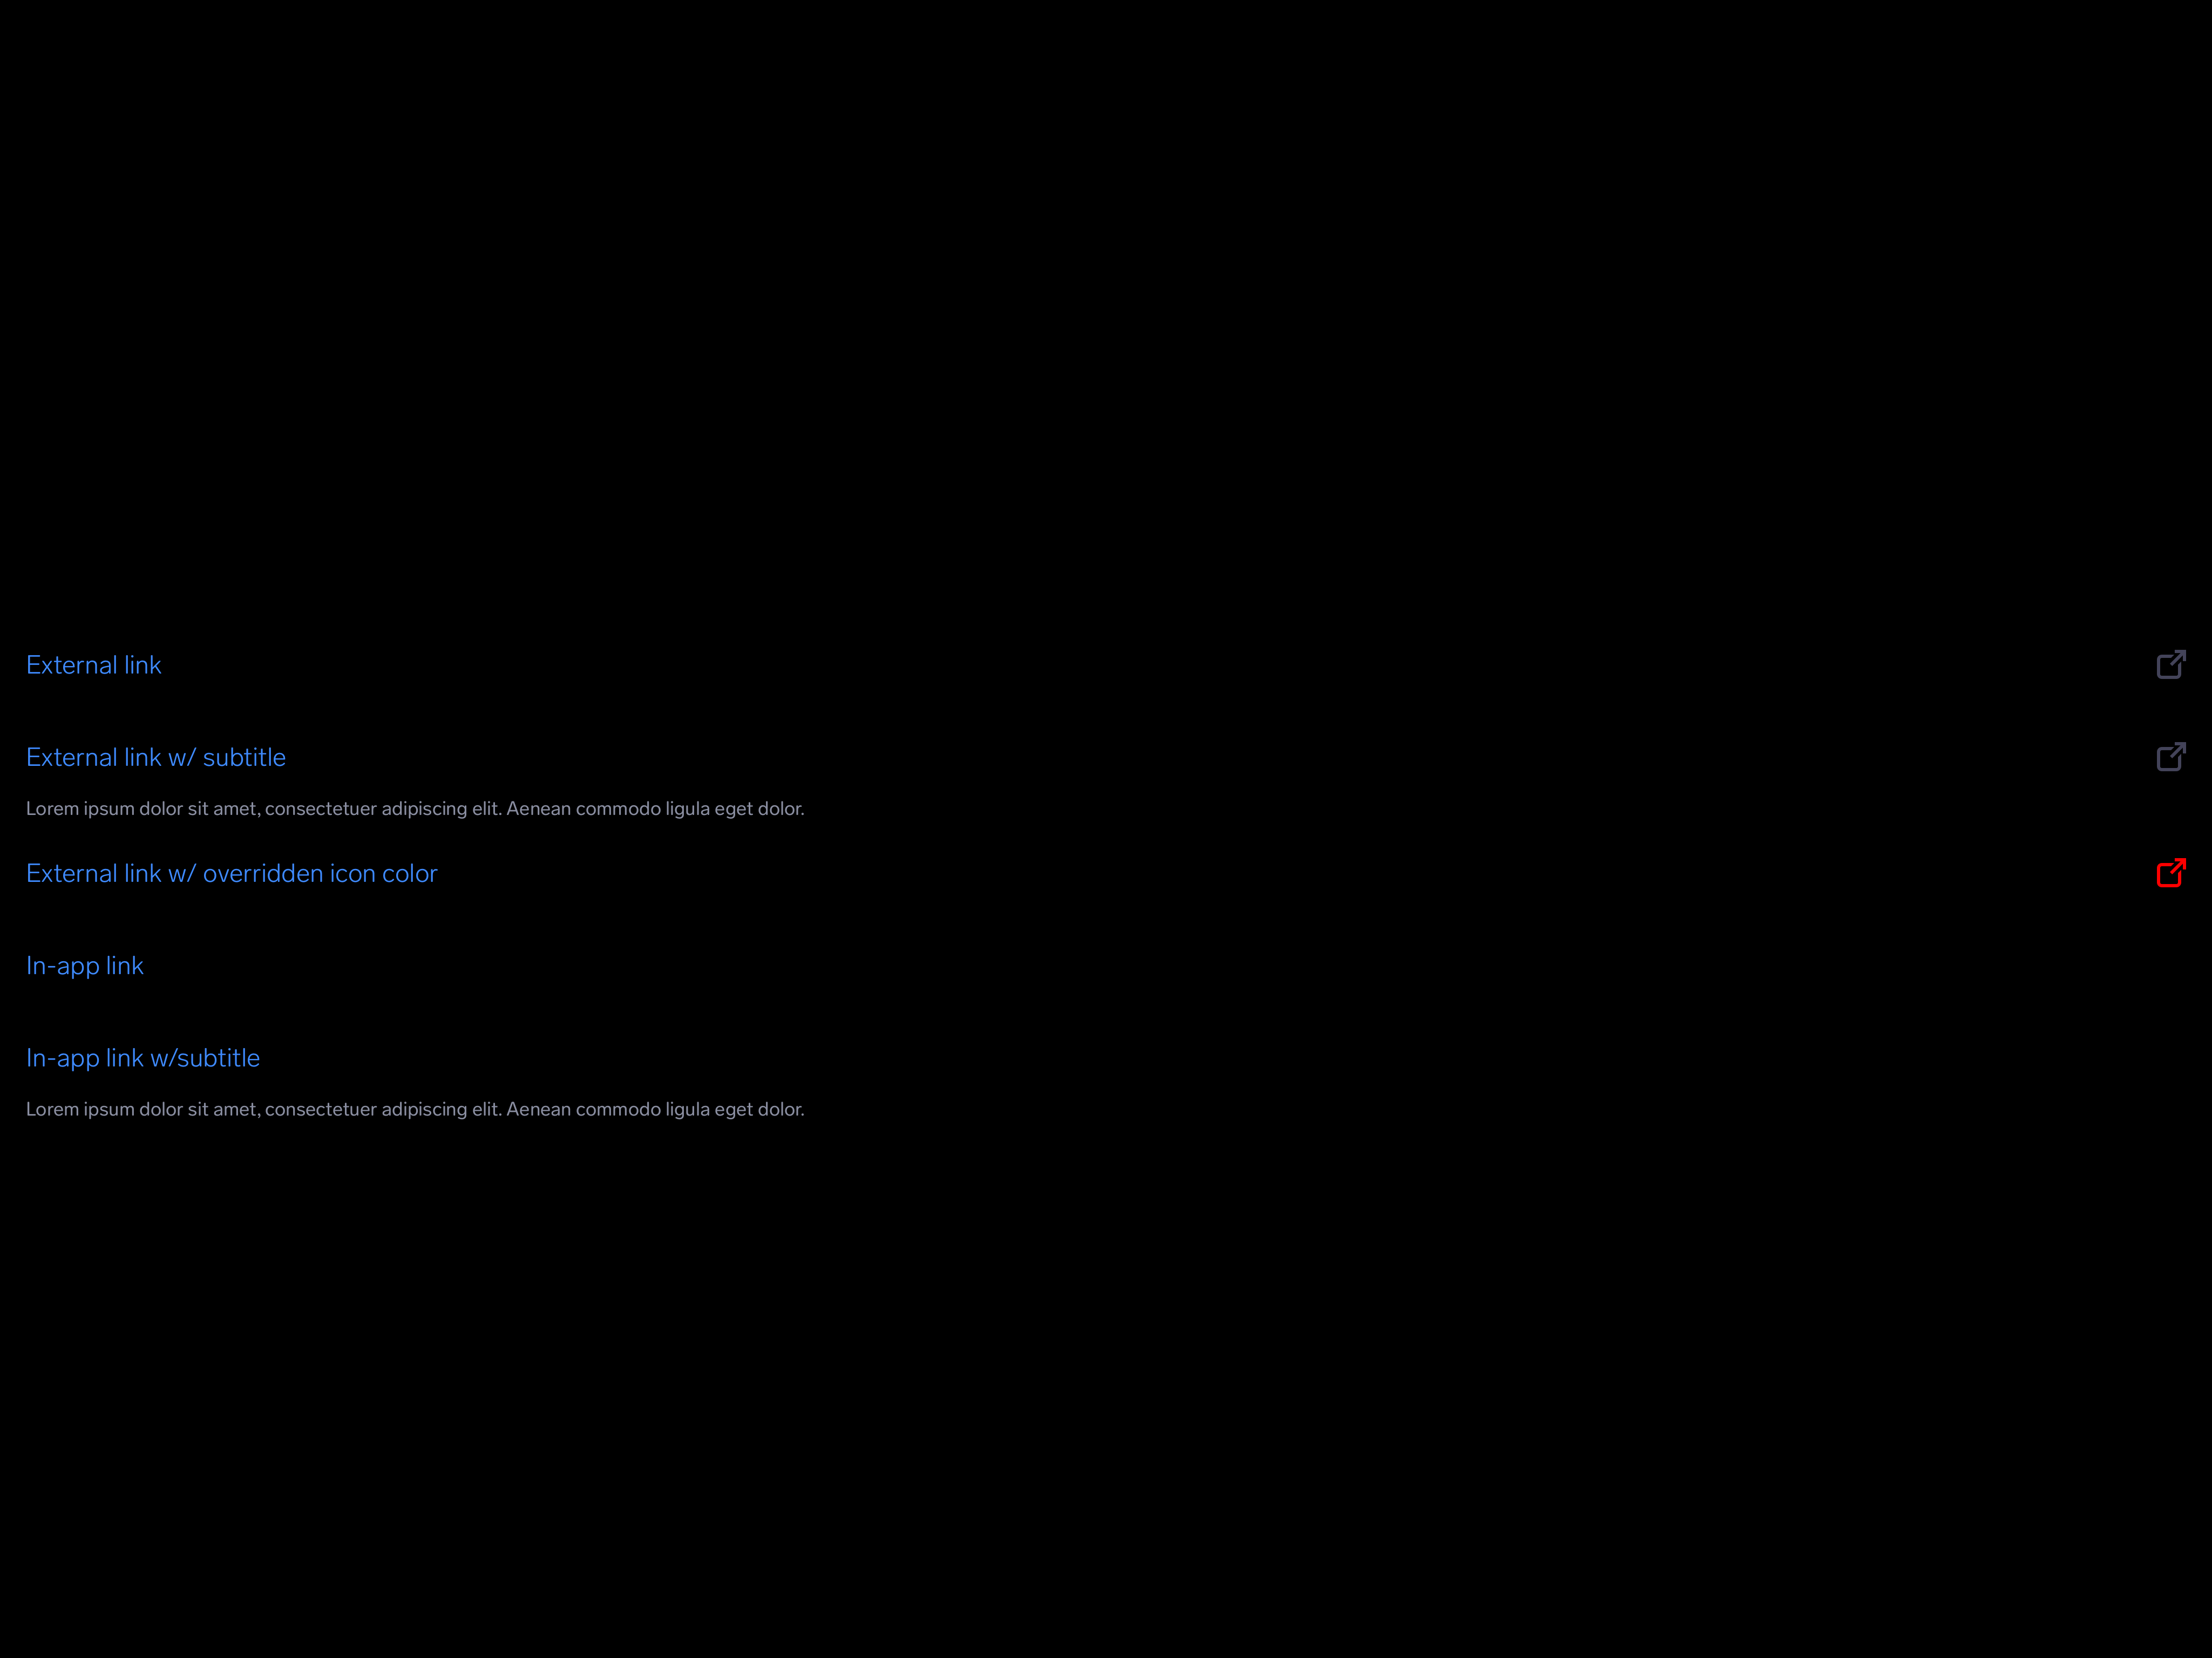 External link
External link w/ subtitle
Lorem ipsum dolor sit amet, consectetuer adipiscing elit. Aenean commodo ligula eget dolor.
External link w/ overridden icon color
In-app link
In-app link w/subtitle
Lorem ipsum dolor sit amet, consectetuer adipiscing elit. Aenean commodo ligula eget dolor.